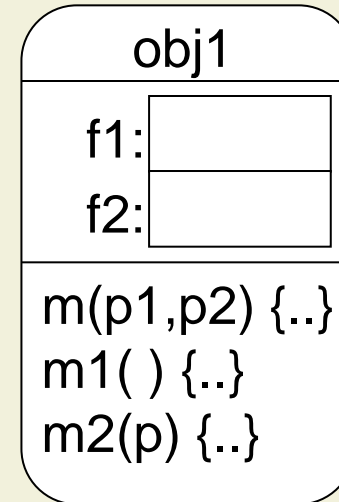 obj1
f1:
f2:
m(p1,p2) {..}
m1( ) {..}
m2(p) {..}